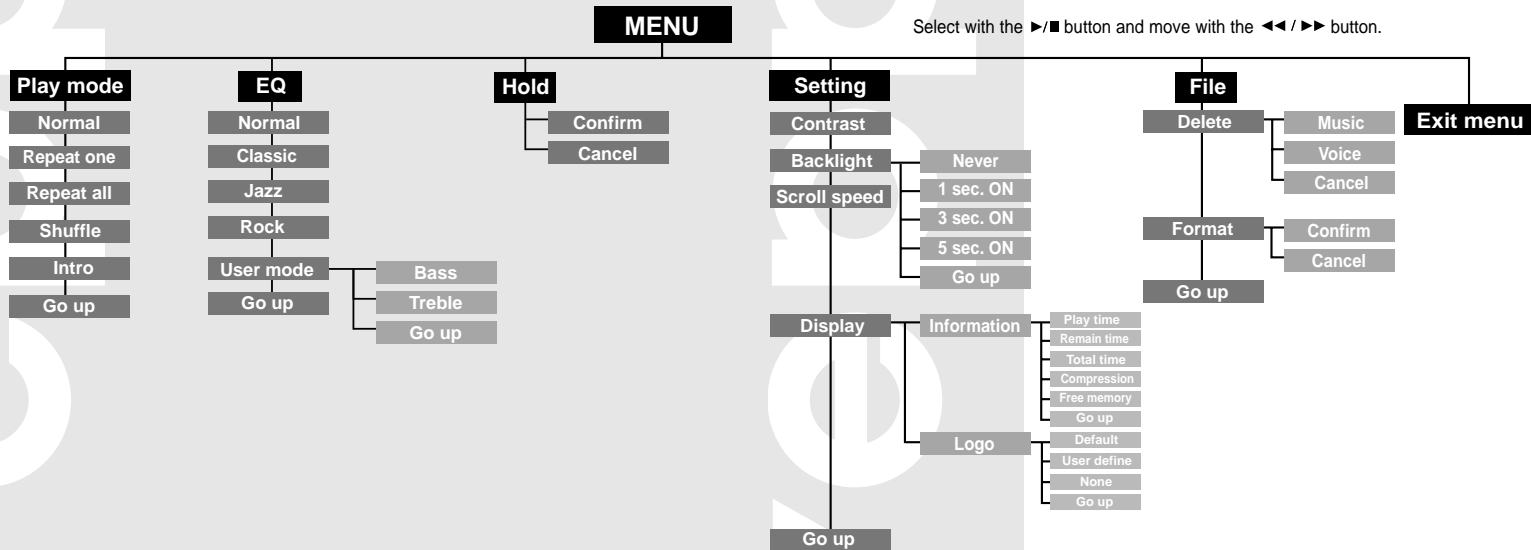 MENU
Select with the ►/■ button and move with the ◄◄ / ►► button.
Play mode
Normal
Repeat one
Repeat all
Shuffle
Intro
Go up
EQ
Normal
Classic
Jazz
Rock
User mode
Bass
Treble
Go up
Go up
Hold
Confirm
Cancel
Setting
Contrast
Backlight
Never
1 sec. ON
3 sec. ON
5 sec. ON
Go up
Scroll speed
Display
Information
Play time
Remain time
Total time
Compression
Free memory
Go up
Logo
Default
User define
None
Go up
Go up
File
Delete
Music
Voice
Cancel
Format
Confirm
Cancel
Go up
Exit menu